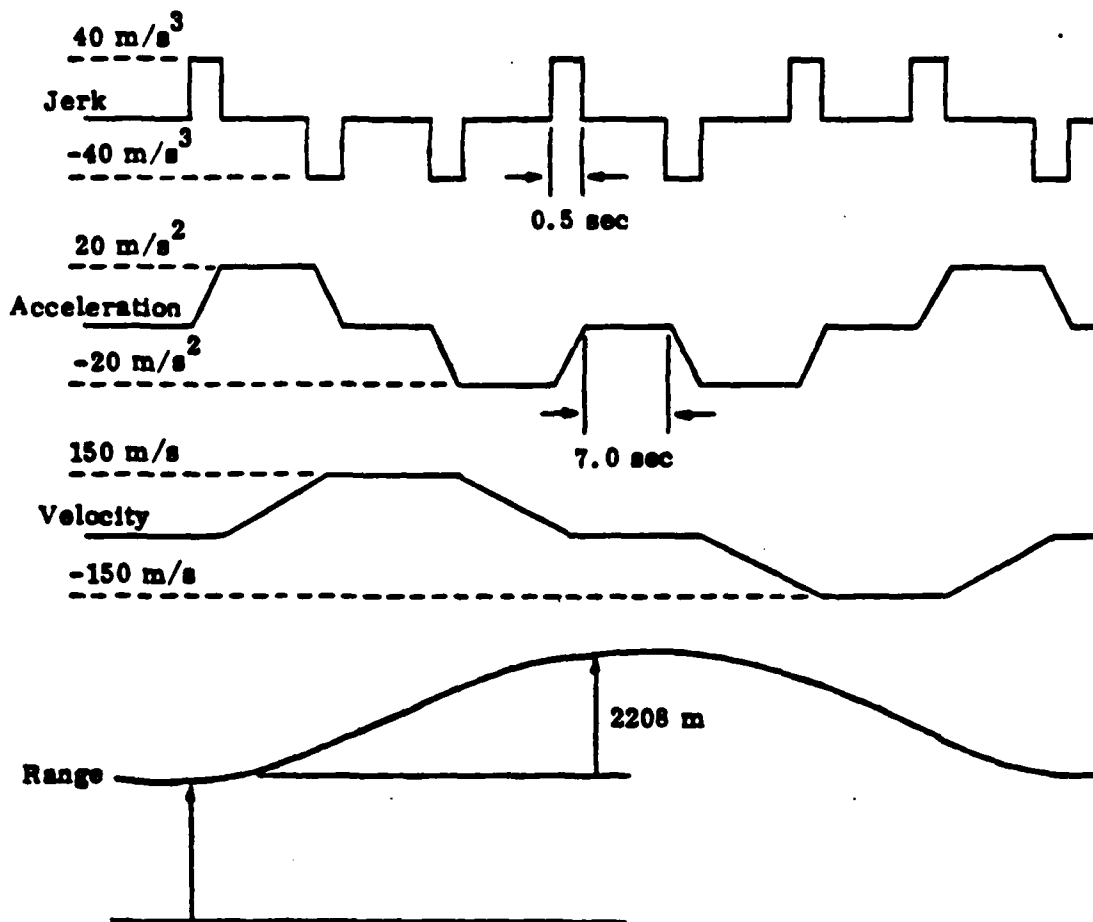 40 m/s³
Jerk
-40 m/s³
0.5 sec
20 m/s²
Acceleration
-20 m/s²
7.0 sec
150 m/s
Velocity
-150 m/s
2208 m
Range